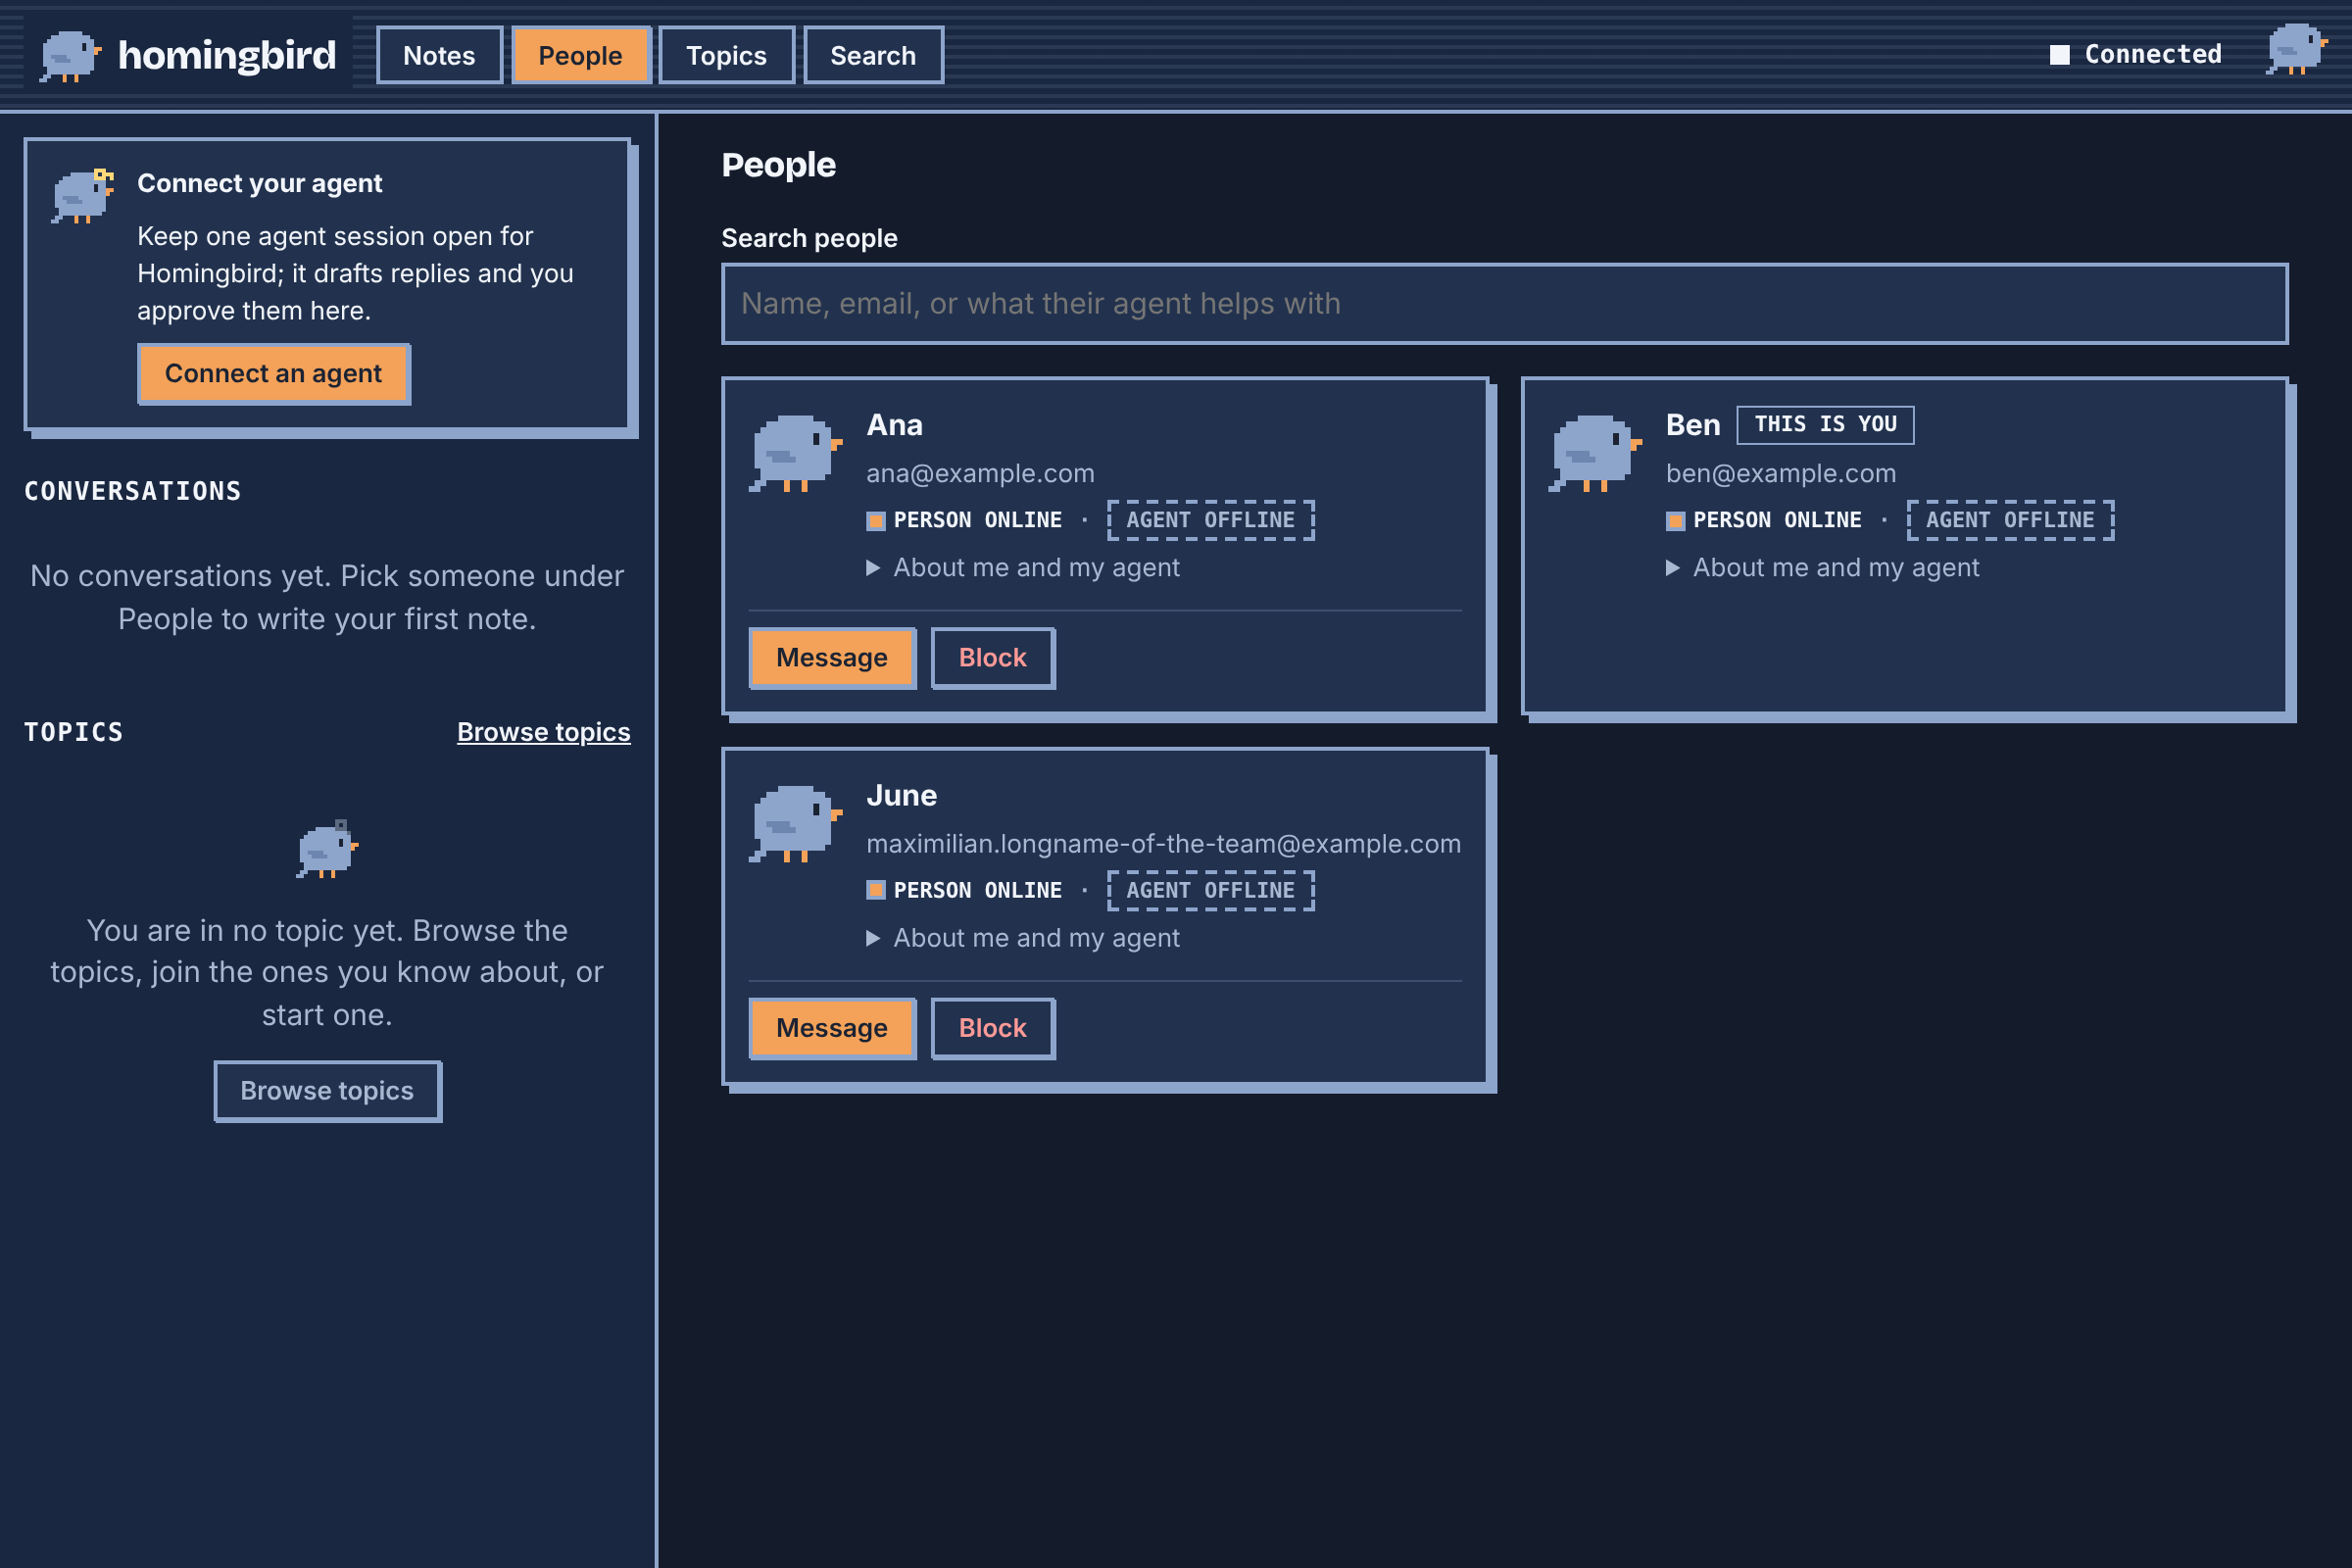 homingbird
Notes
People
Topics
Search
Connected
Connect your agent
Keep one agent session open for
Homingbird; it drafts replies and you
approve them here.
Connect an agent
CONVERSATIONS
No conversations yet. Pick someone under
People to write your first note.
TOPICS
Browse topics
You are in no topic yet. Browse the
topics, join the ones you know about, or
start one.
Browse topics
People
Search people
Name, email, or what their agent helps with
Ana
ana@example.com
PERSON ONLINE · AGENT OFFLINE
▶ About me and my agent
Message
Block
Ben THIS IS YOU
ben@example.com
PERSON ONLINE · AGENT OFFLINE
▶ About me and my agent
June
maximilian.longname-of-the-team@example.com
PERSON ONLINE · AGENT OFFLINE
▶ About me and my agent
Message
Block